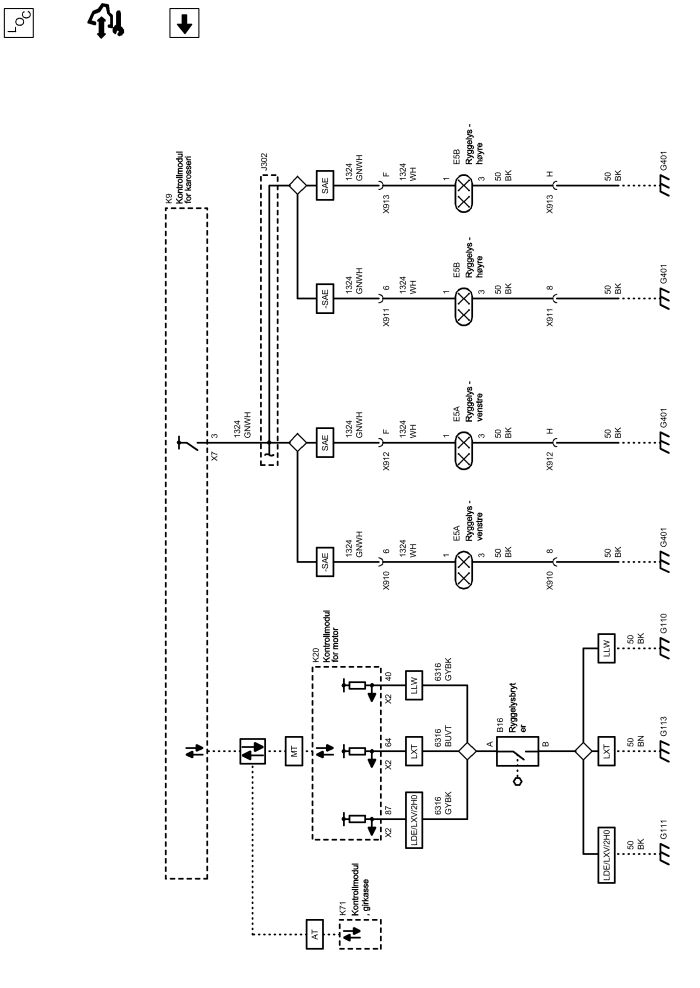 LOC
K9
Kontrollmodul
for karosseri
J302
X7 3
1324
GNWH
SAE
1324
GNWH
X913 F
1324
WH
1
E5B
Ryggelys -
høyre
3
50
BK
X913 H
50
BK
G401
-SAE
1324
GNWH
X911 6
1324
WH
1
E5B
Ryggelys -
høyre
3
50
BK
X911 8
50
BK
G401
SAE
1324
GNWH
X912 F
1324
WH
1
E5A
Ryggelys -
venstre
3
50
BK
X912 H
50
BK
G401
-SAE
1324
GNWH
X910 6
1324
WH
1
E5A
Ryggelys -
venstre
3
50
BK
X910 8
50
BK
G401
MT
K20
Kontrollmodul
for motor
X2 40
LLW
6316
GYBK
X2 64
LXT
6316
BUVT
X2 87
LDE/LXV/2H0
6316
GYBK
A
B16
Ryggelysbryt
er
B
LLW
50
BK
G110
LXT
50
BN
G113
LDE/LXV/2H0
50
BK
G111
AT
K71
Kontrollmodul
, girkasse